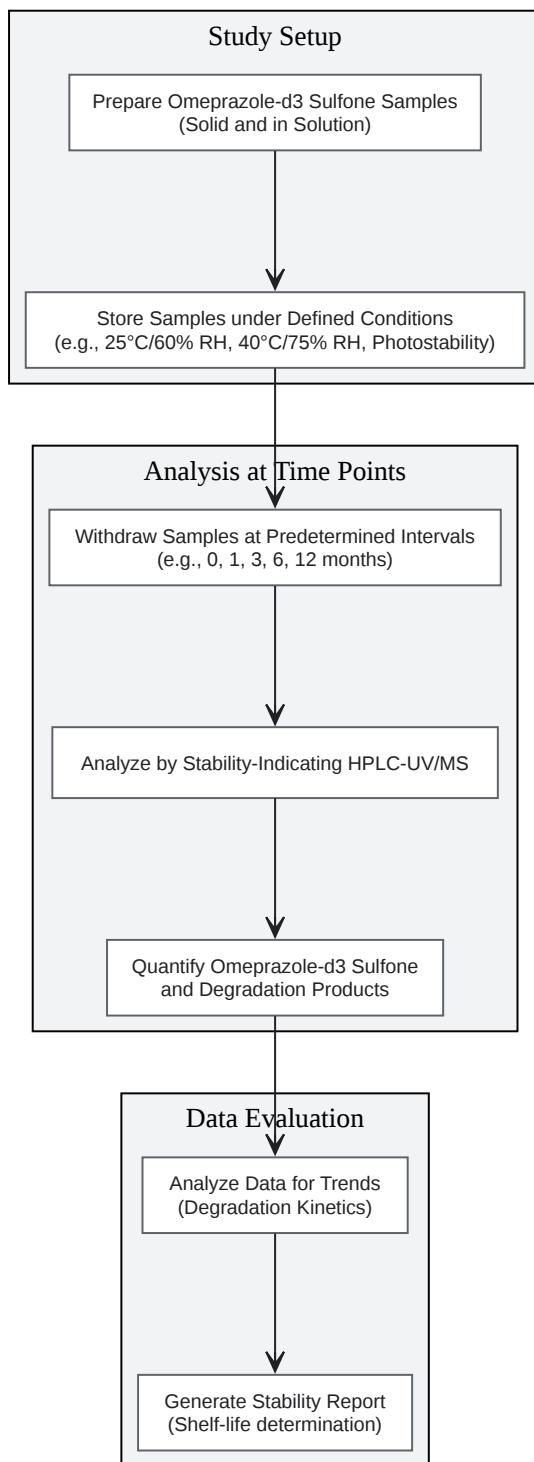 Study Setup
Prepare Omeprazole-d3 Sulfone Samples
(Solid and in Solution)
Store Samples under Defined Conditions
(e.g., 25°C/60% RH, 40°C/75% RH, Photostability)
Analysis at Time Points
Withdraw Samples at Predetermined Intervals
(e.g., 0, 1, 3, 6, 12 months)
Analyze by Stability-Indicating HPLC-UV/MS
Quantify Omeprazole-d3 Sulfone
and Degradation Products
Data Evaluation
Analyze Data for Trends
(Degradation Kinetics)
Generate Stability Report
(Shelf-life determination)